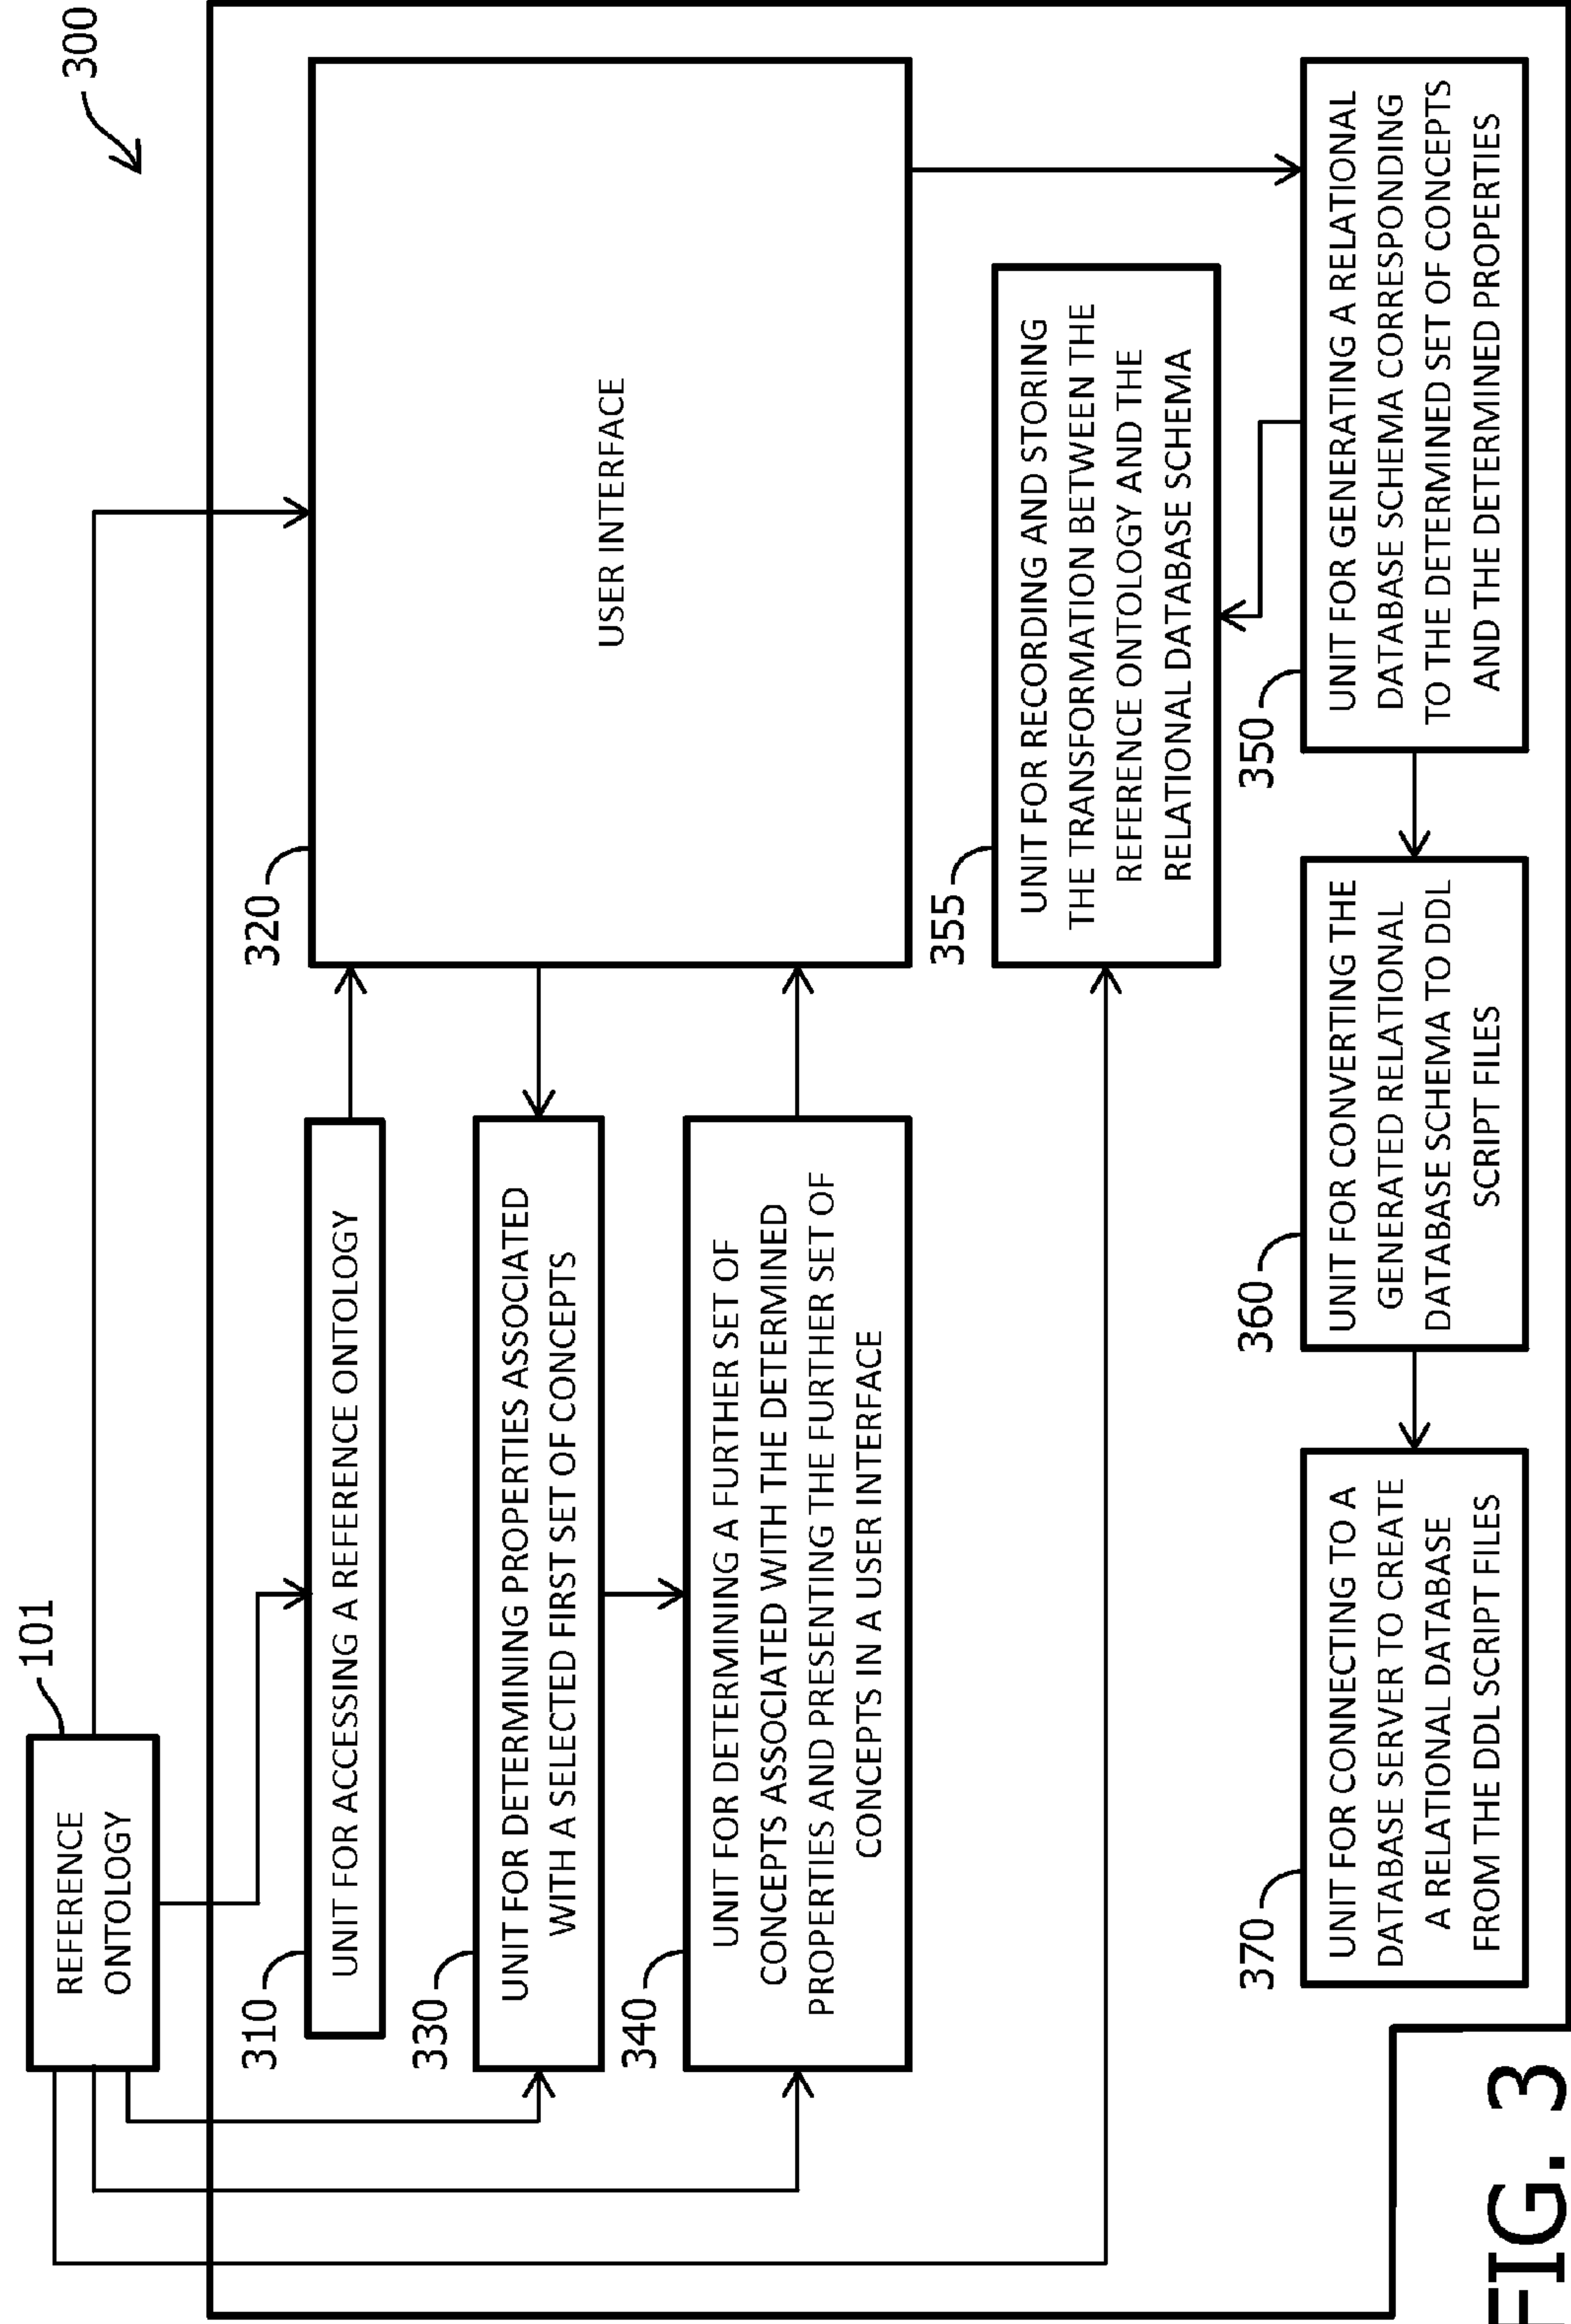 300
101
REFERENCE
ONTOLOGY
310
UNIT FOR ACCESSING A REFERENCE ONTOLOGY
320
USER INTERFACE
330
UNIT FOR DETERMINING PROPERTIES ASSOCIATED
WITH A SELECTED FIRST SET OF CONCEPTS
340
UNIT FOR DETERMINING A FURTHER SET OF
CONCEPTS ASSOCIATED WITH THE DETERMINED
PROPERTIES AND PRESENTING THE FURTHER SET OF
CONCEPTS IN A USER INTERFACE
355
UNIT FOR RECORDING AND STORING
THE TRANSFORMATION BETWEEN THE
REFERENCE ONTOLOGY AND THE
RELATIONAL DATABASE SCHEMA
370
UNIT FOR CONNECTING TO A
DATABASE SERVER TO CREATE
A RELATIONAL DATABASE
FROM THE DDL SCRIPT FILES
360
UNIT FOR CONVERTING THE
GENERATED RELATIONAL
DATABASE SCHEMA TO DDL
SCRIPT FILES
350
UNIT FOR GENERATING A RELATIONAL
DATABASE SCHEMA CORRESPONDING
TO THE DETERMINED SET OF CONCEPTS
AND THE DETERMINED PROPERTIES
FIG. 3